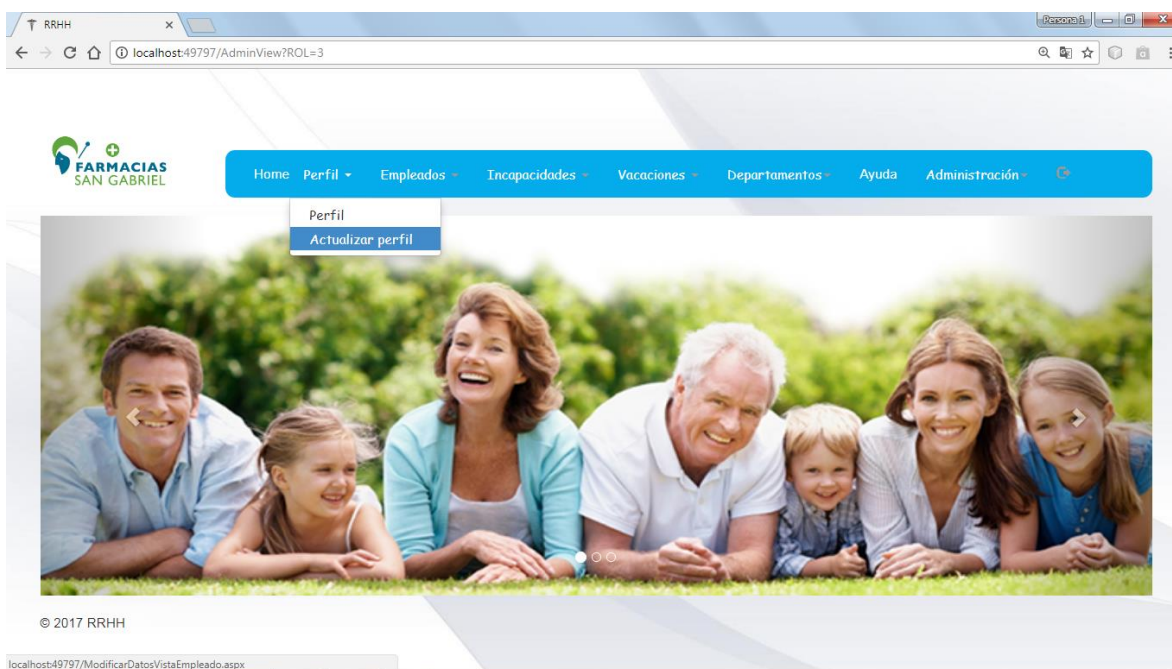 RRHH
Persona 1
localhost:49797/AdminView?ROL=3
FARMACIAS
SAN GABRIEL
Home Perfil Empleados Incapacidades Vacaciones Departamentos Ayuda Administración
Perfil
Actualizar perfil
© 2017 RRHH
localhost:49797/ModificarDatosVistaEmpleado.aspx